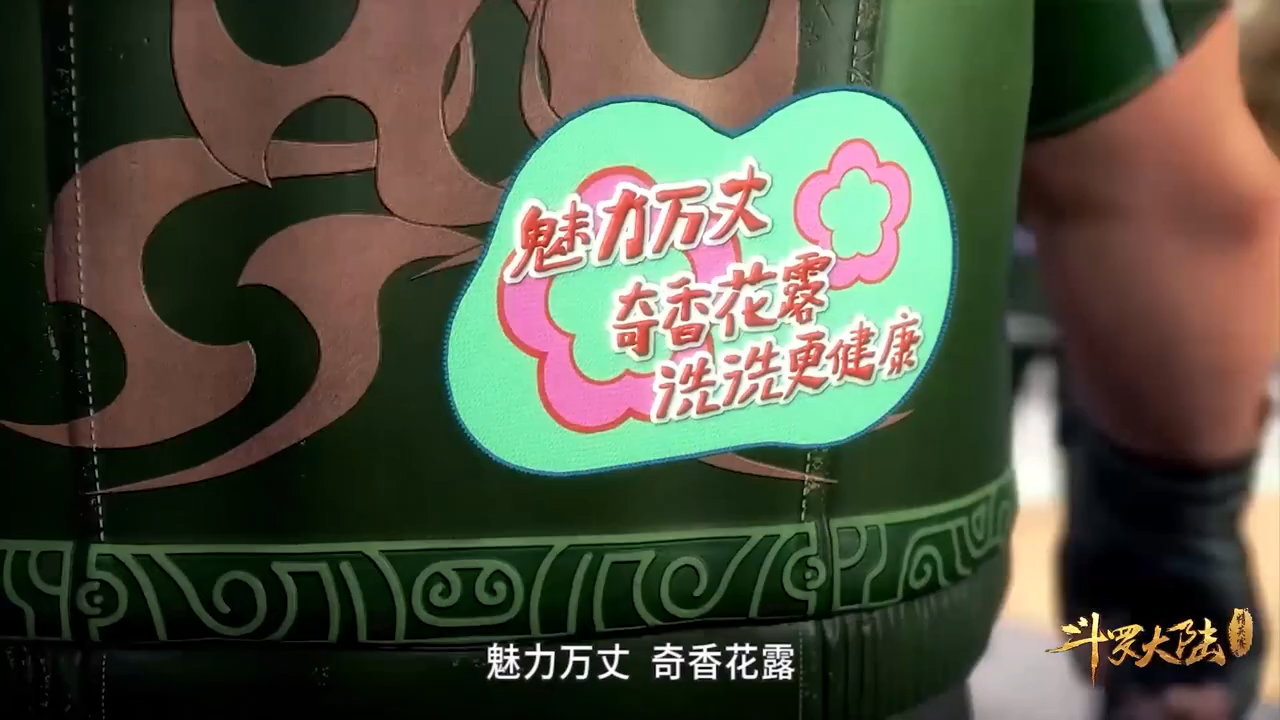 魅力万丈
奇香花露
洗洗更健康
魅力万丈 奇香花露
斗罗大陆